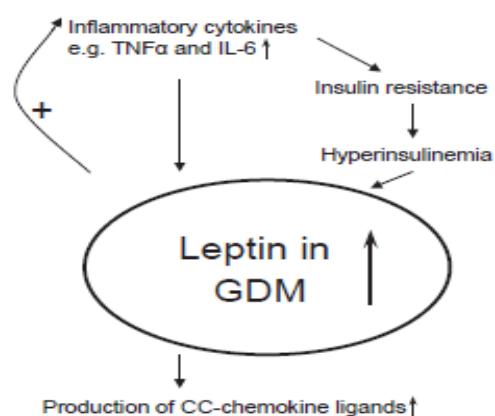 Inflammatory cytokines
e.g. TNFα and IL-6↑
Insulin resistance
+
Hyperinsulinemia
Leptin in
GDM
Production of CC-chemokine ligands↑